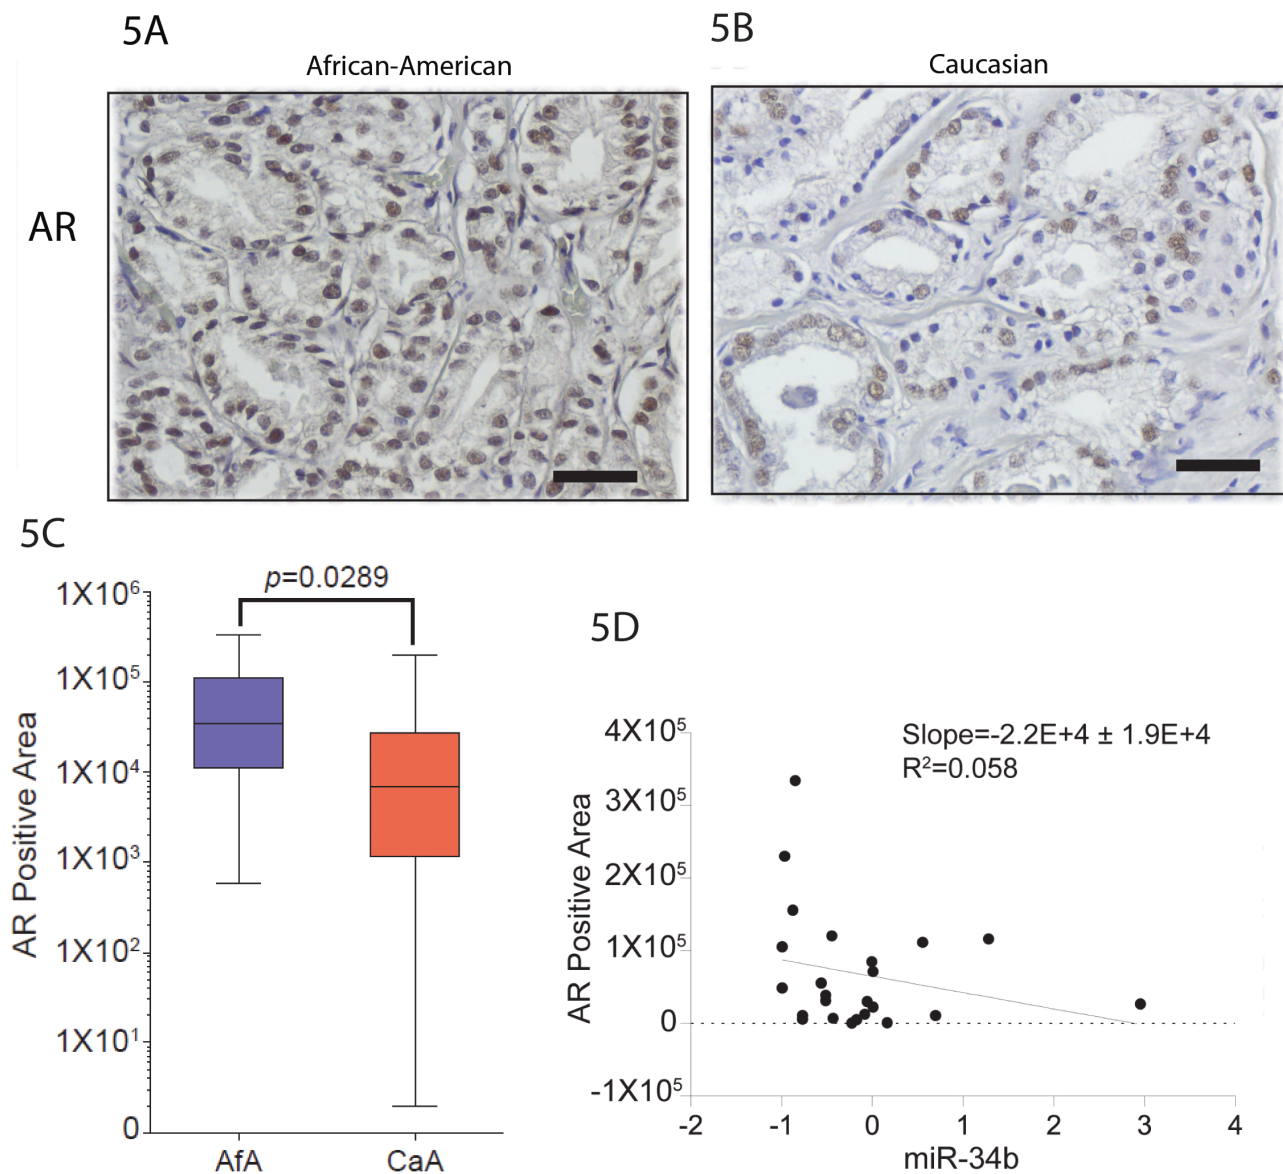 5A
African-American
5B
Caucasian
AR
5C
p=0.0289
1X10⁶
1X10⁵
1X10⁴
1X10³
1X10²
1X10¹
0
AR Positive Area
AfA
CaA
5D
Slope=-2.2E+4 ± 1.9E+4
R²=0.058
4X10⁵
3X10⁵
2X10⁵
1X10⁵
0
-1X10⁵
AR Positive Area
-2 -1 0 1 2 3 4
miR-34b